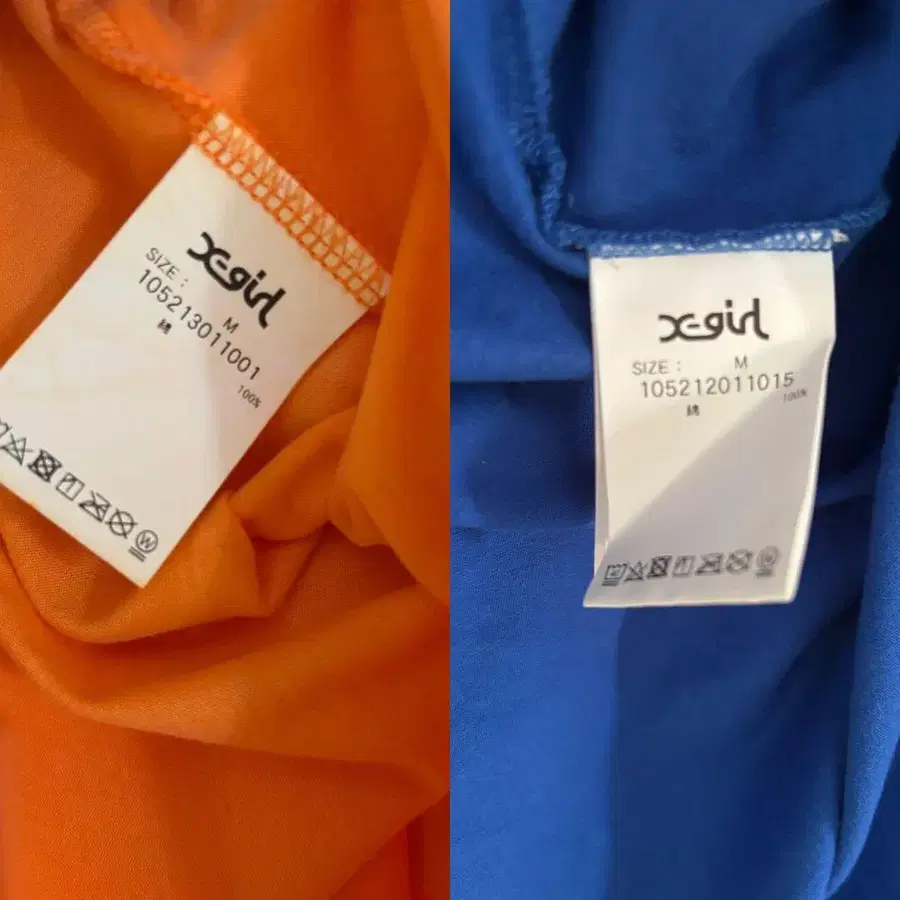 X-girl
SIZE : M
105213011001
綿 100%
W
X-girl
SIZE : M
105212011015
綿 100%